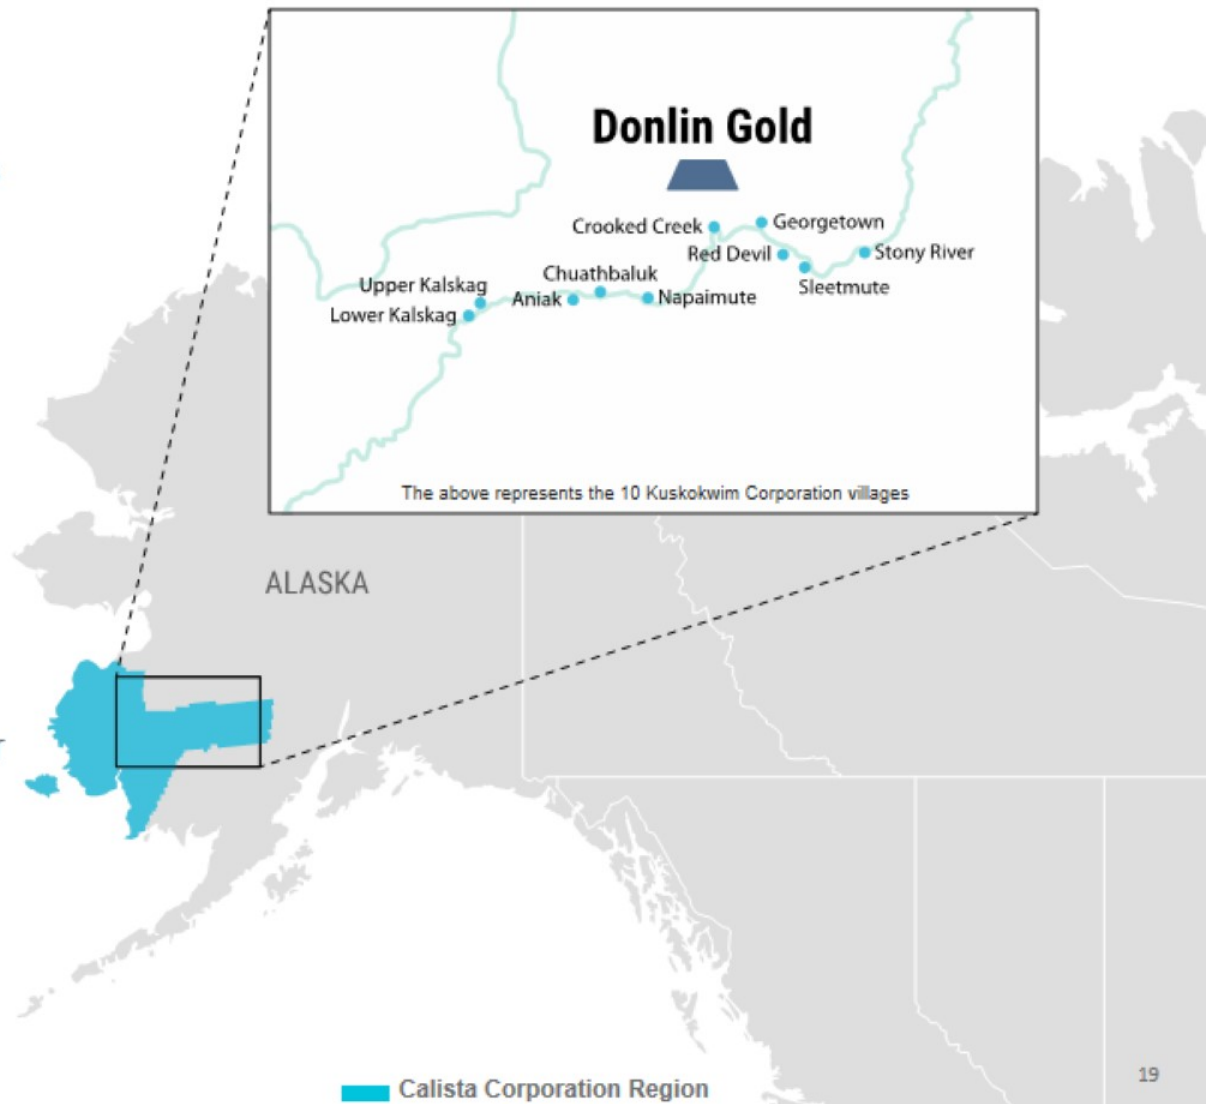 Donlin Gold
Crooked Creek
Georgetown
Red Devil
Stony River
Chuathbaluk
Sleetmute
Upper Kalskag
Aniak
Napaimute
Lower Kalskag
The above represents the 10 Kuskokwim Corporation villages
ALASKA
19
Calista Corporation Region